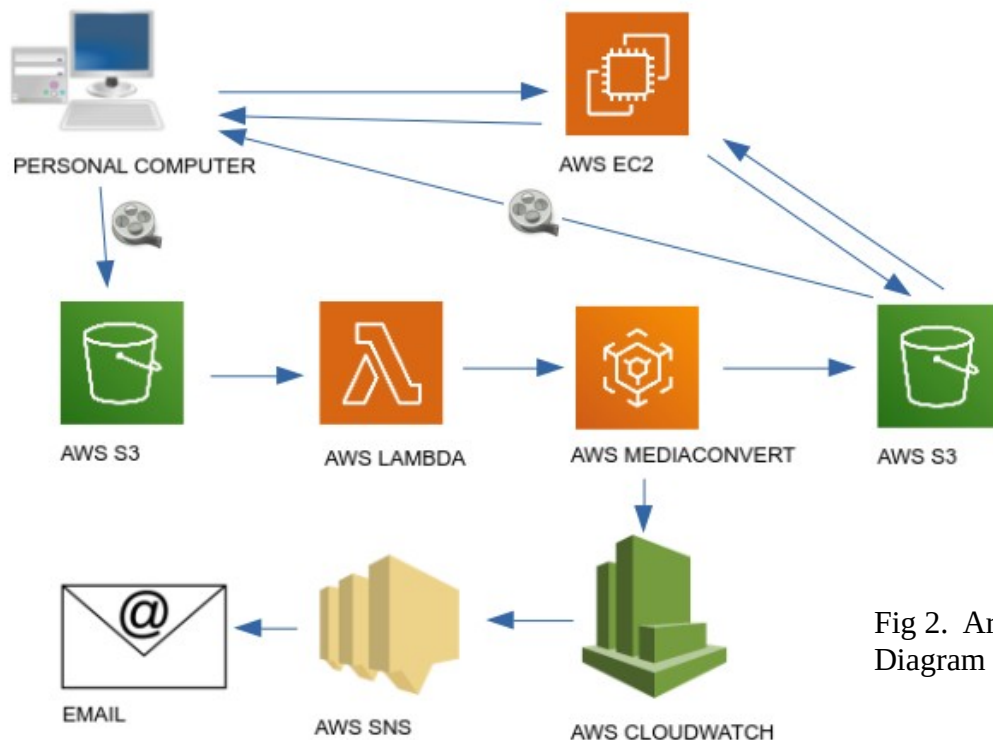 PERSONAL COMPUTER
AWS EC2
AWS S3
AWS LAMBDA
AWS MEDIACONVERT
AWS S3
Fig 2.
Diagram
@
EMAIL
AWS SNS
AWS CLOUDWATCH